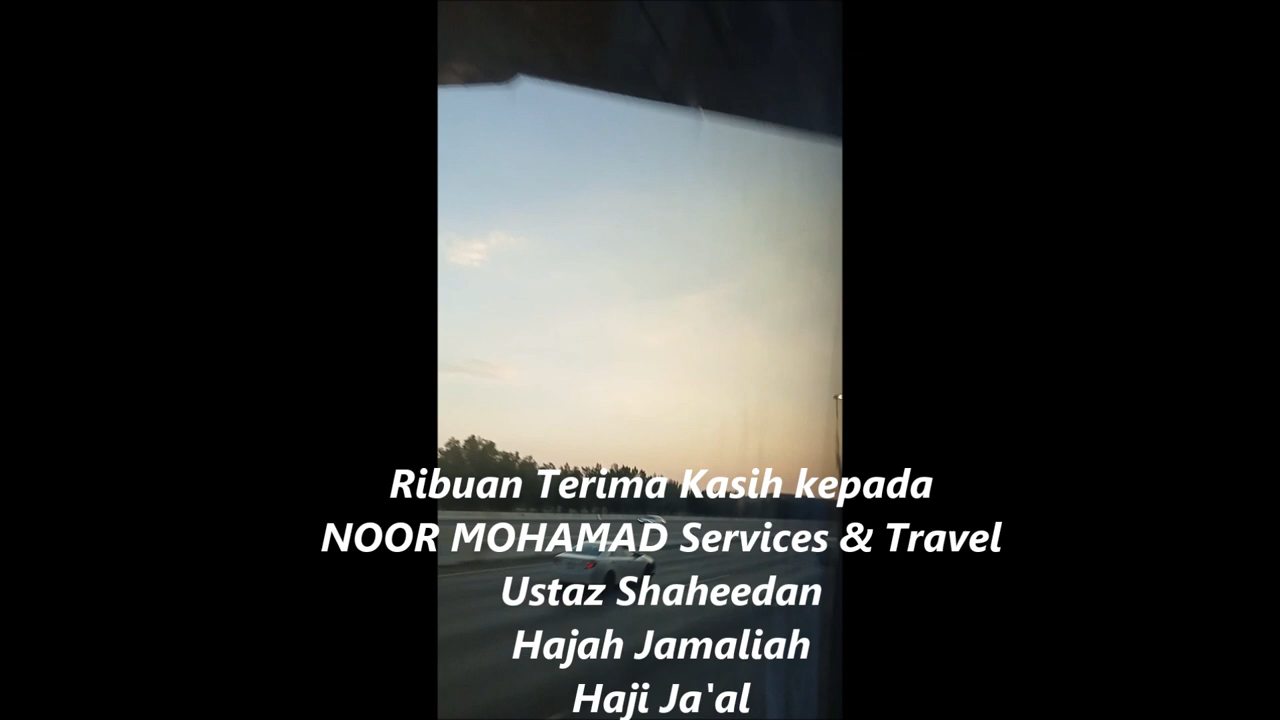 Ribuan Terima Kasih kepada
NOOR MOHAMAD Services & Travel
Ustaz Shaheedan
Hajah Jamaliah
Haji Ja'al